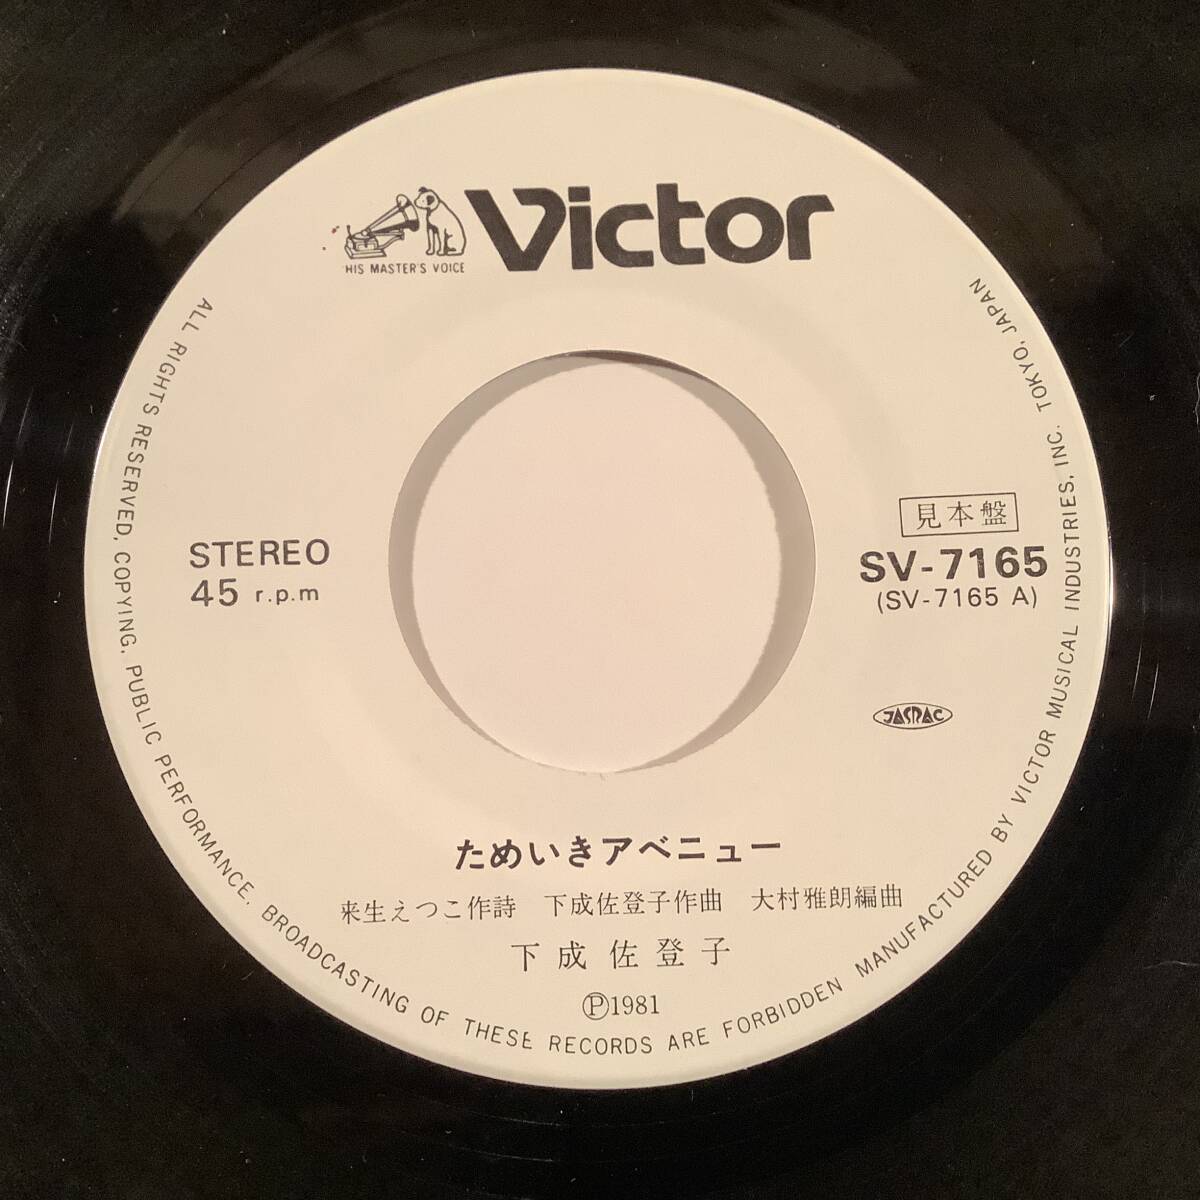 HIS MASTER'S VOICE
Victor
STEREO
45 r.p.m
見本盤
SV-7165
(SV-7165 A)
JASRAC
ためいきアベニュー
来生えつこ作詩 下成佐登子作曲 大村雅朗編曲
下成佐登子
Ⓟ1981
ALL RIGHTS RESERVED, COPYING, PUBLIC PERFORMANCE, BROADCASTING OF THESE RECORDS ARE FORBIDDEN MANUFACTURED BY VICTOR MUSICAL INDUSTRIES, INC. TOKYO, JAPAN